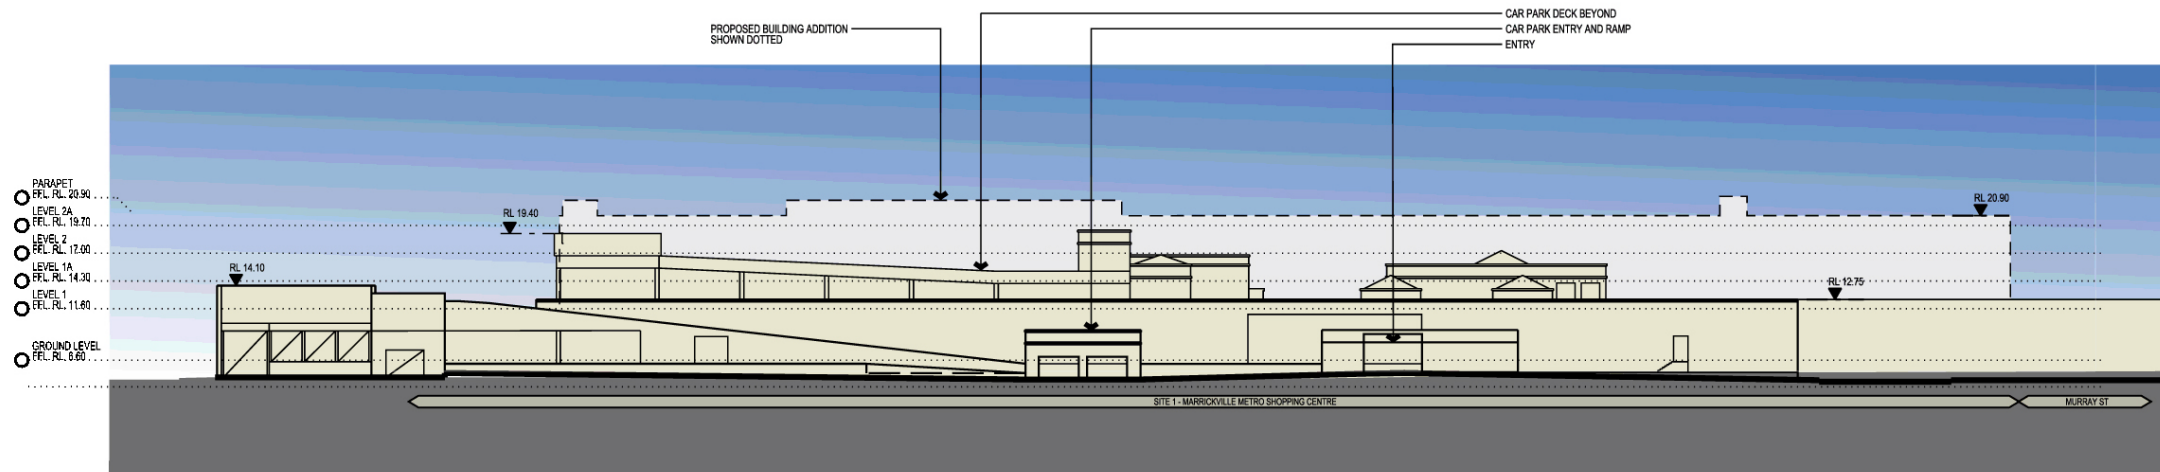 CAR PARK DECK BEYOND
PROPOSED BUILDING ADDITION
SHOWN DOTTED
CAR PARK ENTRY AND RAMP
ENTRY
PARAPET
FFL. RL. 20.90
LEVEL 2A
FFL. RL. 19.70
LEVEL 2
FFL. RL. 17.00
LEVEL 1A
FFL. RL. 14.30
LEVEL 1
FFL. RL. 11.60
GROUND LEVEL
FFL. RL. 6.60
RL 19.40
RL 14.10
RL 20.90
RL 12.75
SITE 1 - MARRICKVILLE METRO SHOPPING CENTRE
MURRAY ST